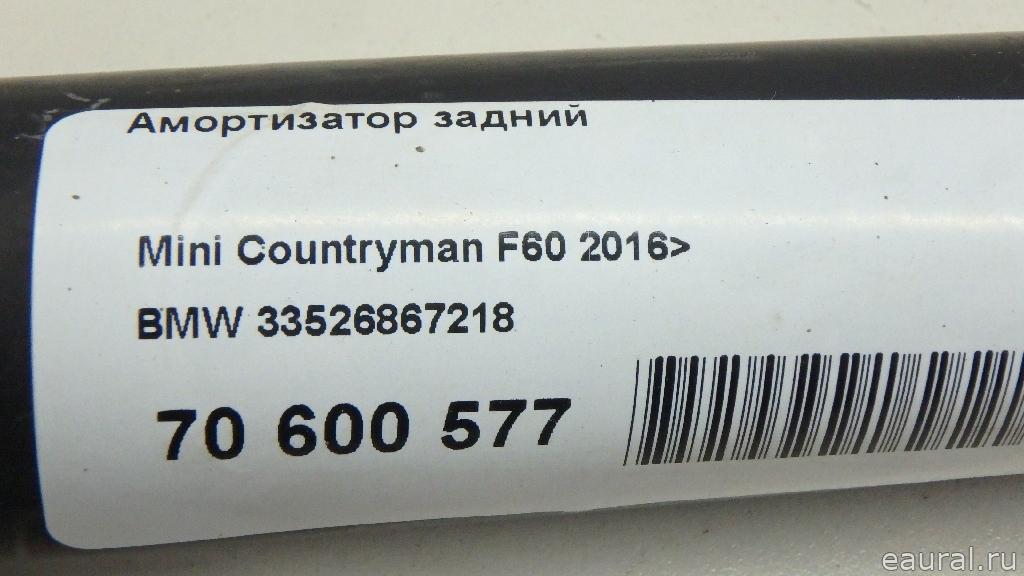 Амортизатор задний
Mini Countryman F60 2016>
BMW 33526867218
70 600 577
eaural.ru